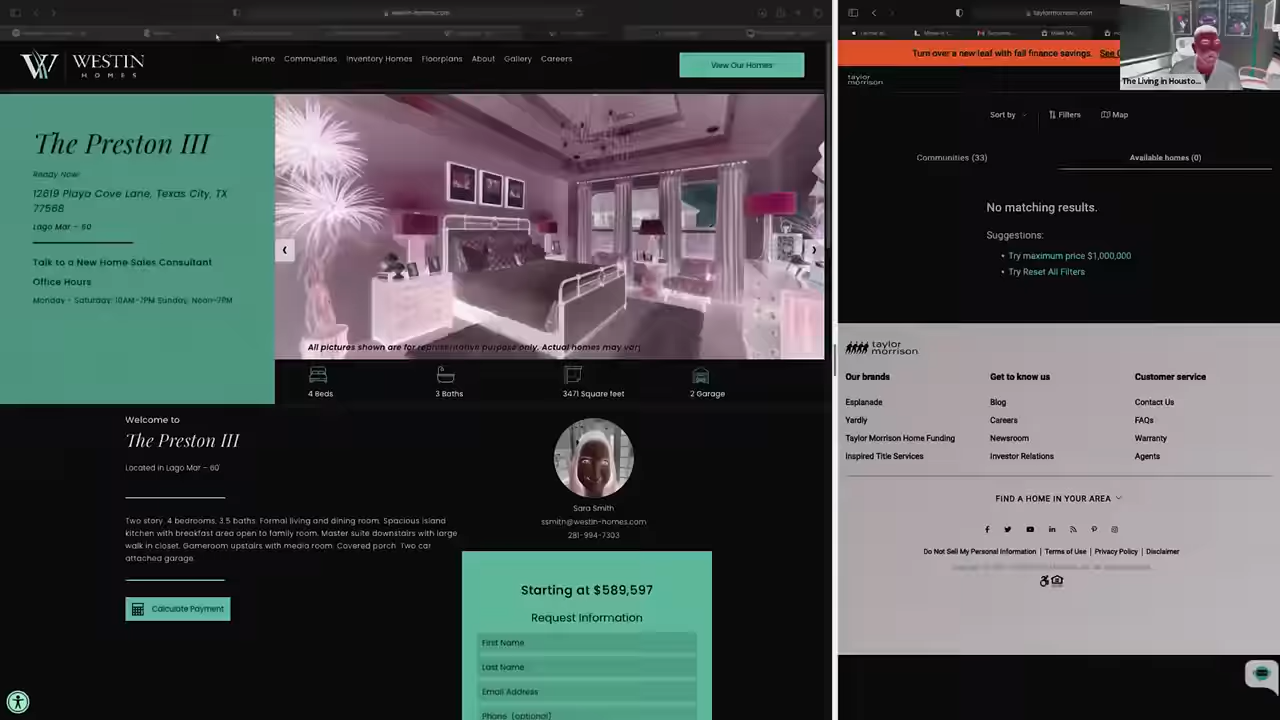 westin-homes.com
WESTIN
HOMES
Home Communities Inventory Homes Floorplans About Gallery Careers
View Our Homes
The Preston III
Ready Now
12619 Playa Cove Lane, Texas City, TX
77568
Lago Mar – 60'
Talk to a New Home Sales Consultant
Office Hours
Monday - Saturday: 10AM-7PM Sunday: Noon-7PM
All pictures shown are for representative purpose only. Actual homes may vary.
4 Beds
3 Baths
3471 Square feet
2 Garage
Welcome to
The Preston III
Located in Lago Mar – 60'
Two story. 4 bedrooms, 3.5 baths. Formal living and dining room. Spacious island
kitchen with breakfast area open to family room. Master suite downstairs with large
walk in closet. Gameroom upstairs with media room. Covered porch. Two car
attached garage.
Calculate Payment
Sara Smith
ssmith@westin-homes.com
281-994-7303
Starting at $589,597
Request Information
First Name
Last Name
Email Address
Phone (optional)
taylormorrison.com
Turn over a new leaf with fall finance savings. See
The Living in Housto...
taylor
morrison
Sort by Filters Map
Communities (33)
Available homes (0)
No matching results.
Suggestions:
• Try maximum price $1,000,000
• Try Reset All Filters
taylor
morrison
Our brands
Esplanade
Yardly
Taylor Morrison Home Funding
Inspired Title Services
Get to know us
Blog
Careers
Newsroom
Investor Relations
Customer service
Contact Us
FAQs
Warranty
Agents
FIND A HOME IN YOUR AREA
Do Not Sell My Personal Information | Terms of Use | Privacy Policy | Disclaimer